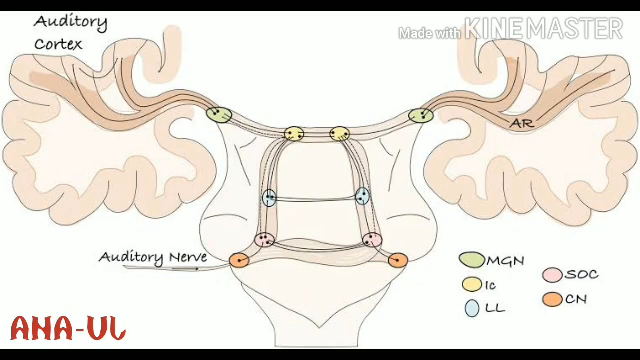 Auditory
Cortex
Made with KINEMASTER
AR
Auditory Nerve
MGN
SOC
Ic
CN
LL
ANA-UL